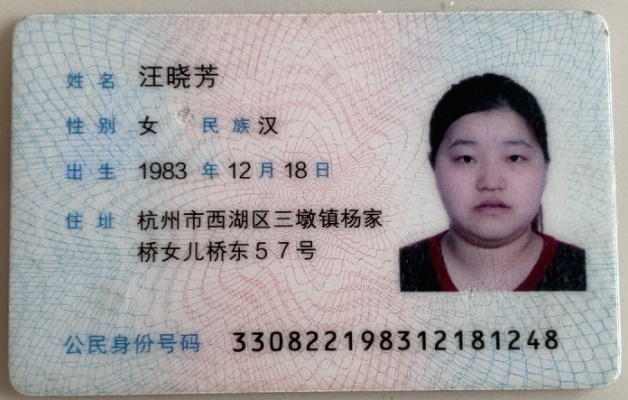 姓名 汪晓芳
性别 女 民族 汉
出生 1983 年 12 月 18 日
住址 杭州市西湖区三墩镇杨家
桥女儿桥东57号
公民身份号码 330822198312181248